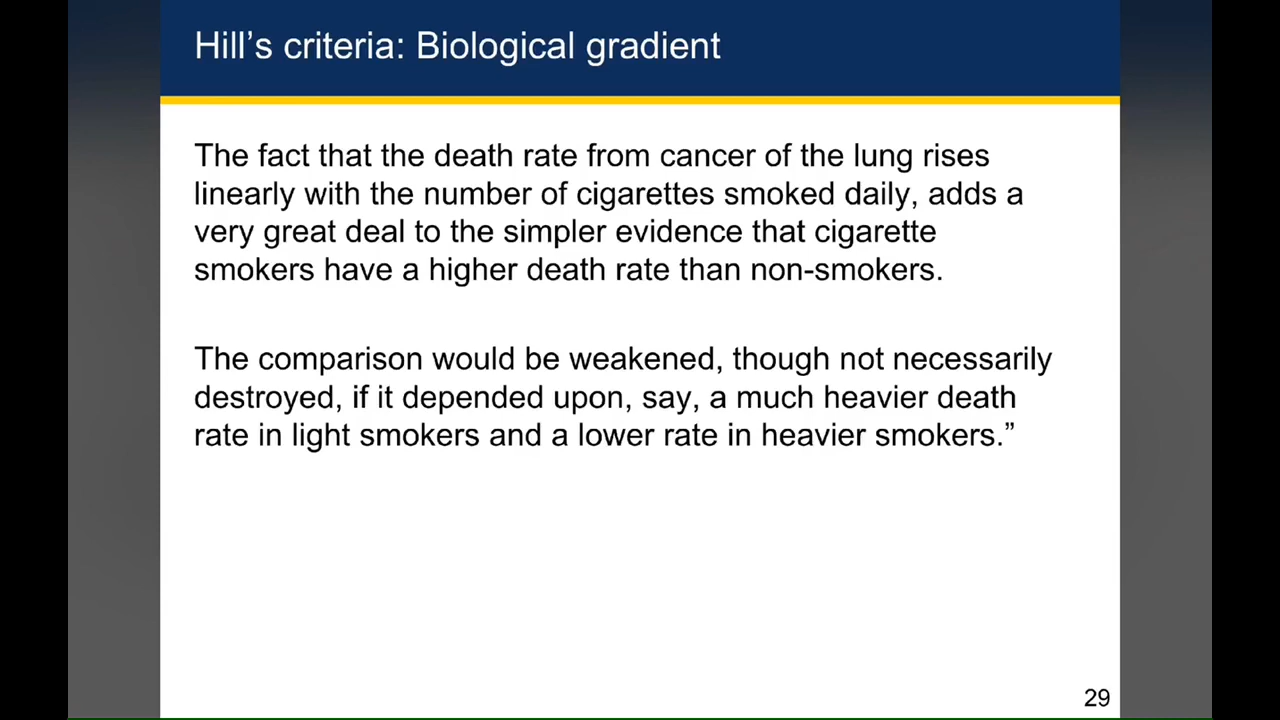 Hill’s criteria: Biological gradient
The fact that the death rate from cancer of the lung rises
linearly with the number of cigarettes smoked daily, adds a
very great deal to the simpler evidence that cigarette
smokers have a higher death rate than non-smokers.
The comparison would be weakened, though not necessarily
destroyed, if it depended upon, say, a much heavier death
rate in light smokers and a lower rate in heavier smokers.”
29